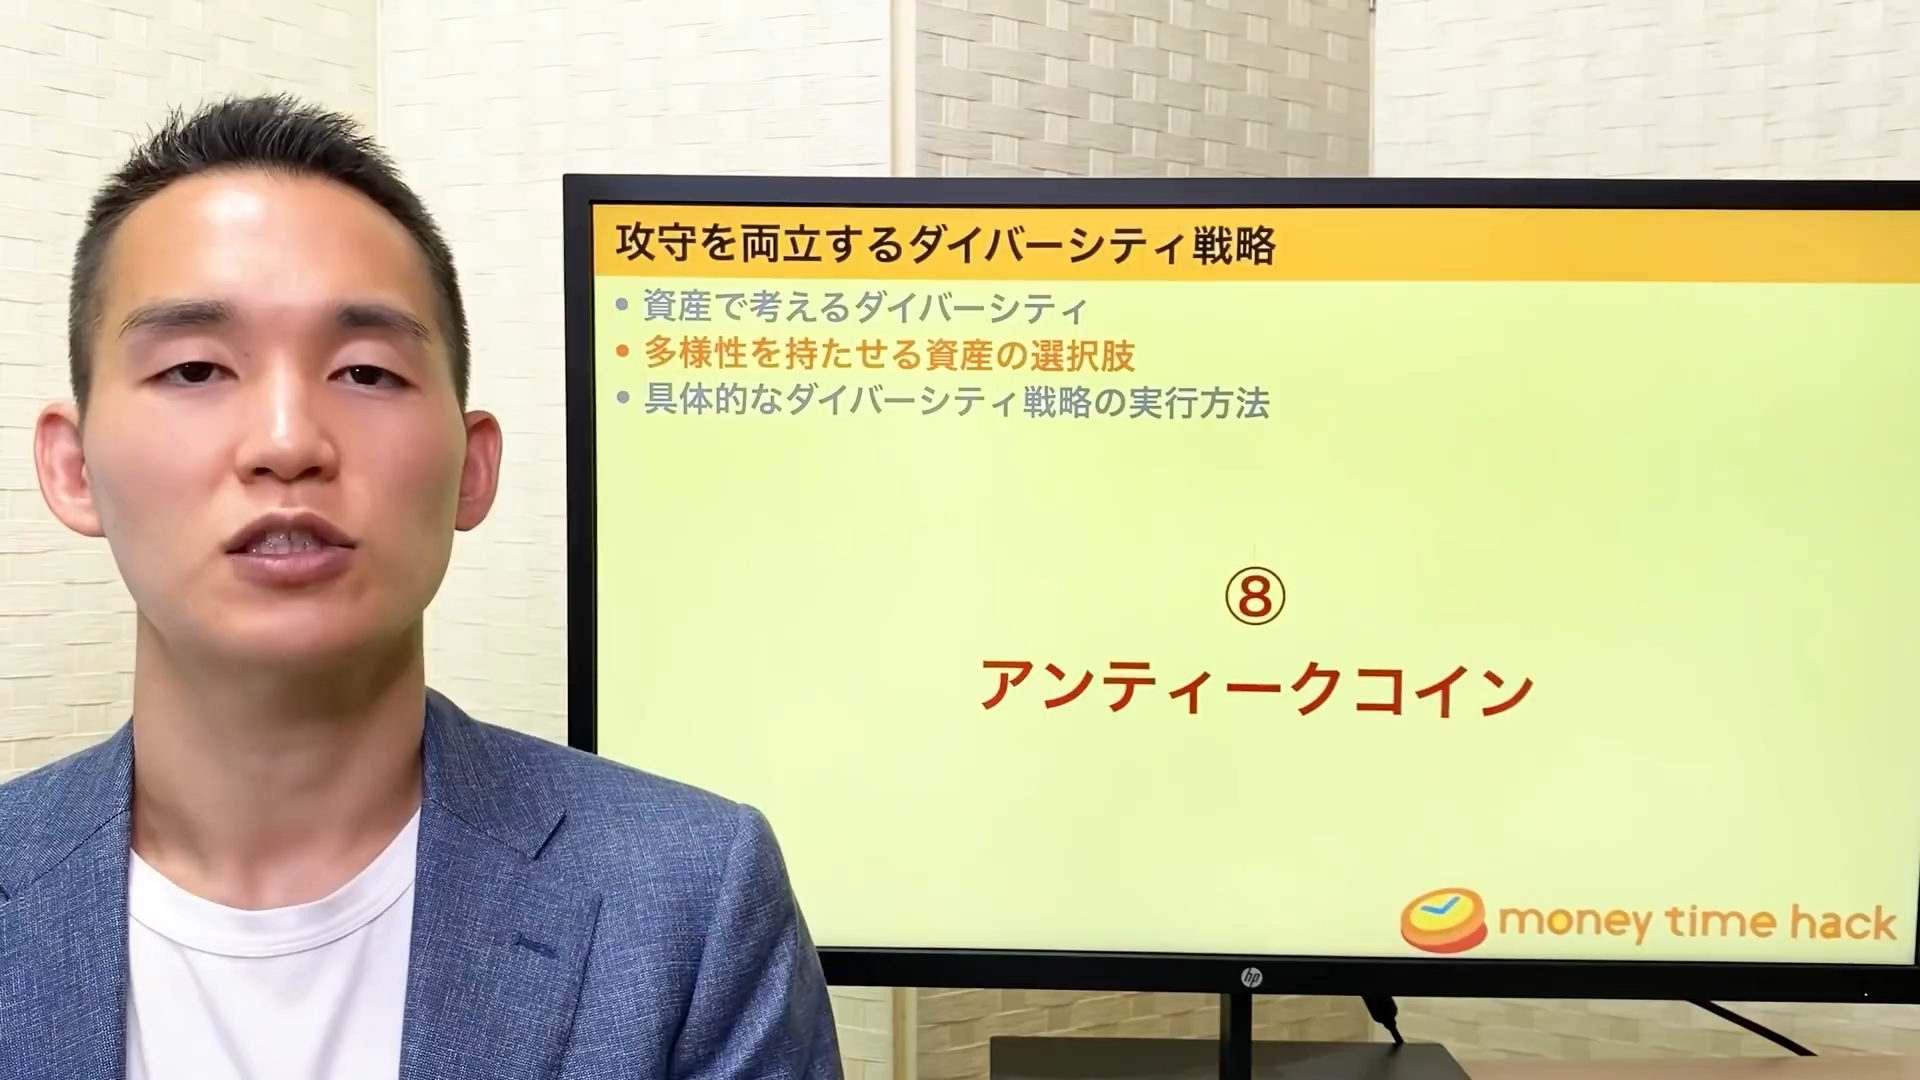 攻守を両立するダイバーシティ戦略
• 資産で考えるダイバーシティ
• 多様性を持たせる資産の選択肢
• 具体的なダイバーシティ戦略の実行方法
⑧
アンティークコイン
money time hack
hp